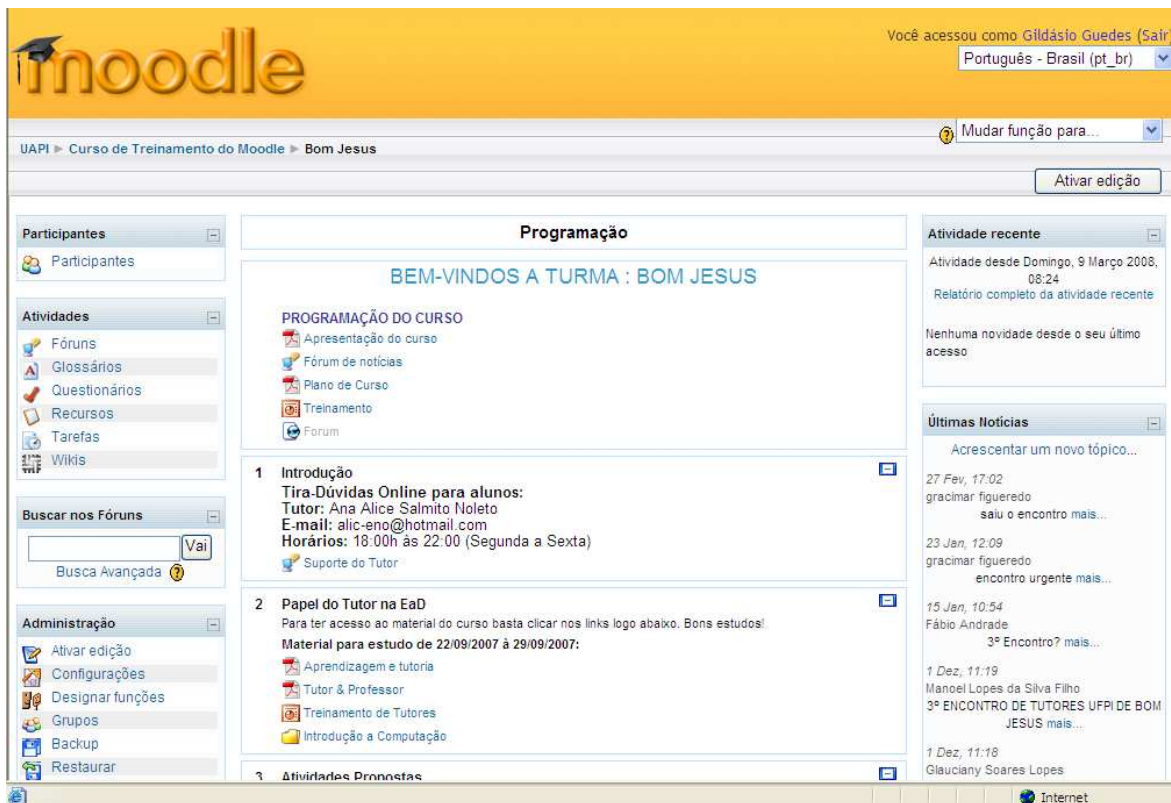 moodle
Você acessou como Gildásio Guedes (Sair)
Português - Brasil (pt_br)
Mudar função para...
UAPI ► Curso de Treinamento do Moodle ► Bom Jesus
Ativar edição
Participantes
Participantes
Atividades
Fóruns
Glossários
Questionários
Recursos
Tarefas
Wikis
Buscar nos Fóruns
Vai
Busca Avançada
Administração
Ativar edição
Configurações
Designar funções
Grupos
Backup
Restaurar
Programação
BEM-VINDOS A TURMA : BOM JESUS
PROGRAMAÇÃO DO CURSO
Apresentação do curso
Fórum de notícias
Plano de Curso
Treinamento
Forum
1 Introdução
Tira-Dúvidas Online para alunos:
Tutor: Ana Alice Salmito Noleto
E-mail: alic-eno@hotmail.com
Horários: 18:00h às 22:00 (Segunda a Sexta)
Suporte do Tutor
2 Papel do Tutor na EaD
Para ter acesso ao material do curso basta clicar nos links logo abaixo. Bons estudos!
Material para estudo de 22/09/2007 à 29/09/2007:
Aprendizagem e tutoria
Tutor & Professor
Treinamento de Tutores
Introdução a Computação
3 Atividades Propostas
Atividade recente
Atividade desde Domingo, 9 Março 2008,
08:24
Relatório completo da atividade recente
Nenhuma novidade desde o seu último
acesso
Últimas Notícias
Acrescentar um novo tópico...
27 Fev, 17:02
gracimar figueredo
saiu o encontro mais...
23 Jan, 12:09
gracimar figueredo
encontro urgente mais...
15 Jan, 10:54
Fábio Andrade
3º Encontro? mais...
1 Dez, 11:19
Manoel Lopes da Silva Filho
3º ENCONTRO DE TUTORES UFPI DE BOM
JESUS mais...
1 Dez, 11:18
Glauciany Soares Lopes
Internet